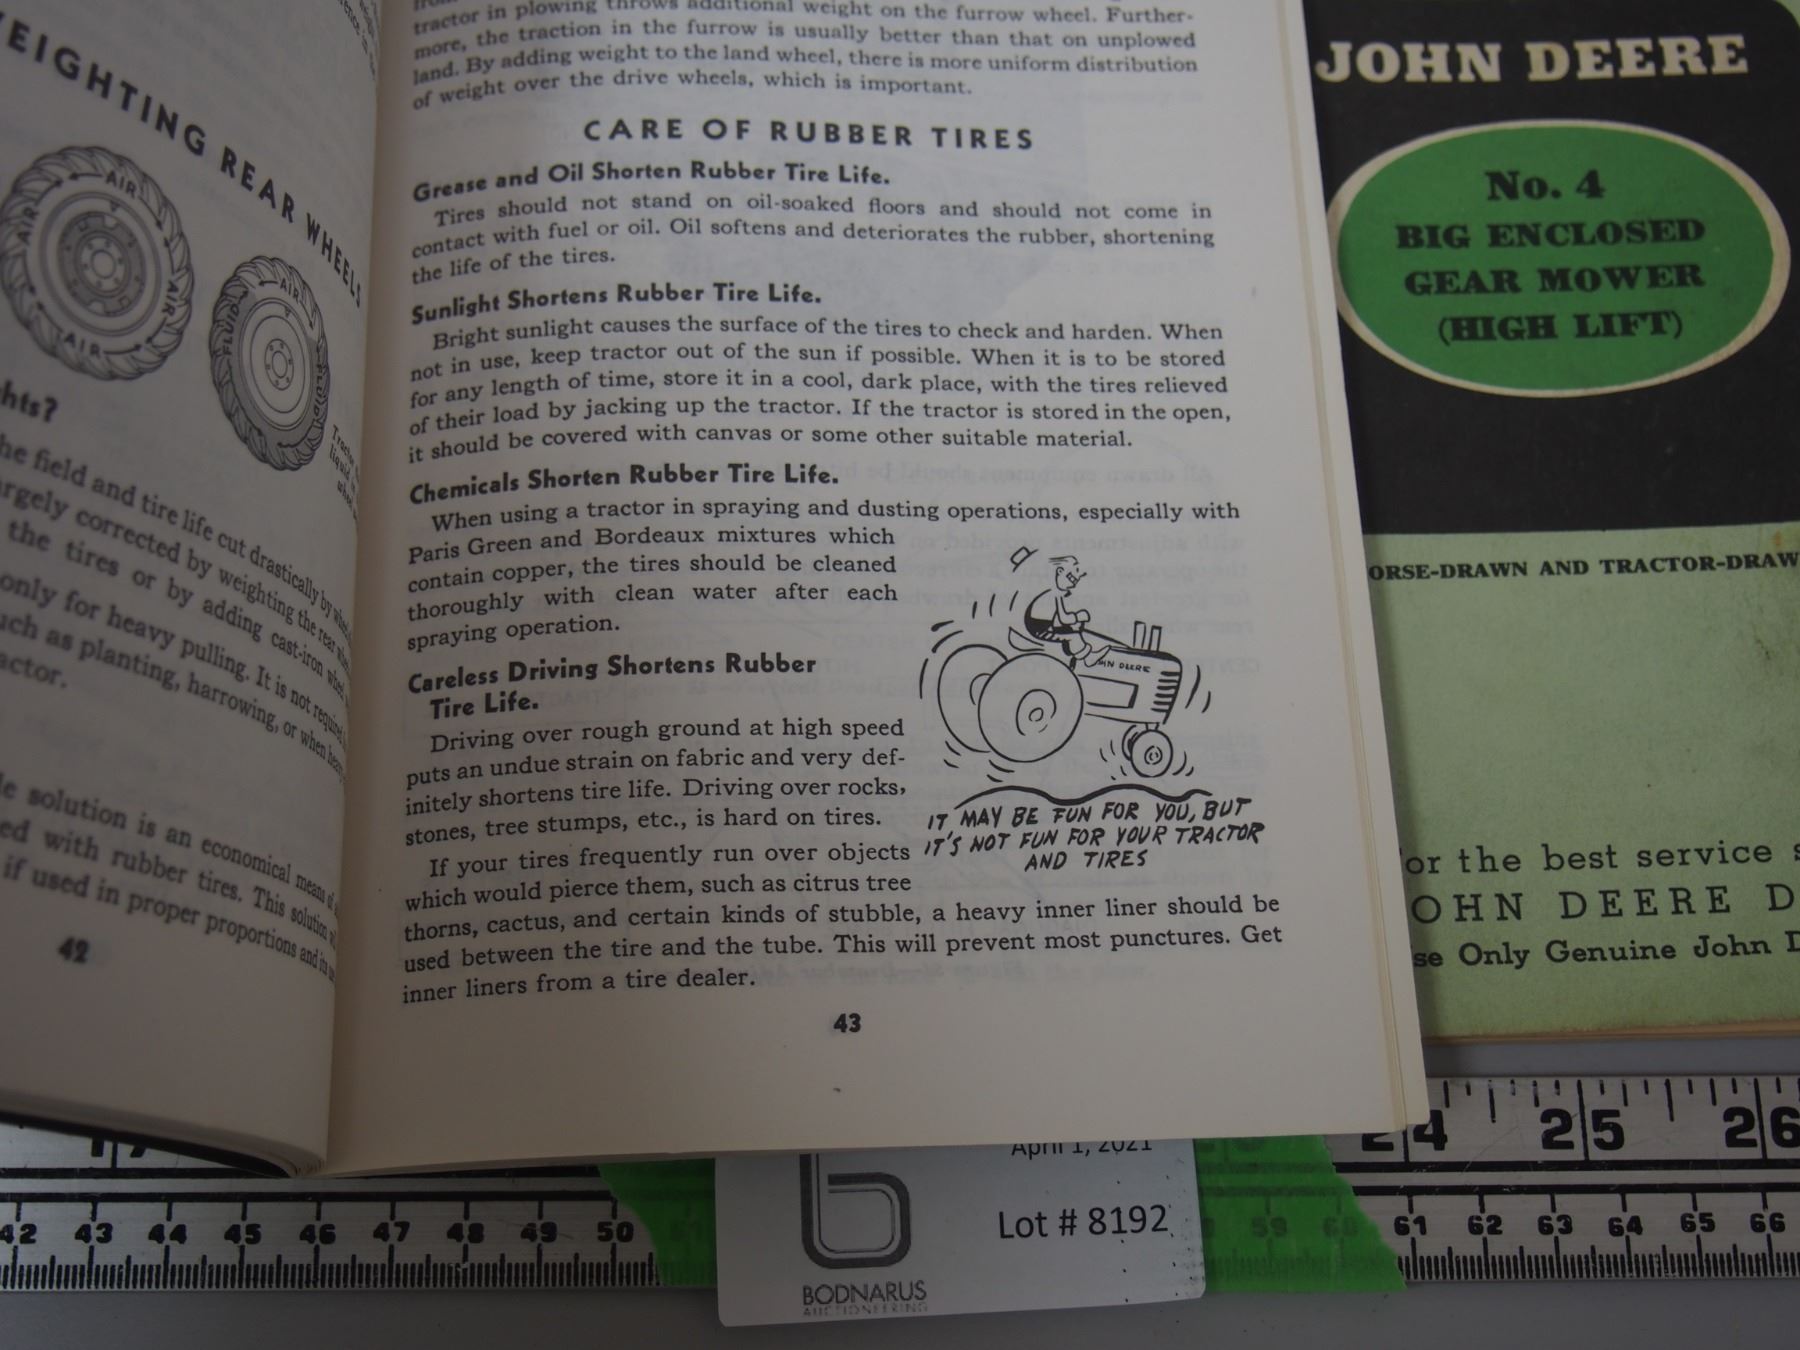 WEIGHTING REAR WHEELS
AIR
AIR
AIR
AIR
AIR
FLUID
FLUID
he field and tire life cut drastically by
rgely corrected by weighting the rear
the tires or by adding cast-iron
only for heavy pulling. It is not required
uch as planting, harrowing, or when
actor.
le solution is an economical means of
ed with rubber tires. This solution
if used in proper proportions and its
42
tractor in plowing throws additional weight on the furrow wheel. Further-
more, the traction in the furrow is usually better than that on unplowed
land. By adding weight to the land wheel, there is more uniform distribution
of weight over the drive wheels, which is important.
CARE OF RUBBER TIRES
Grease and Oil Shorten Rubber Tire Life.
Tires should not stand on oil-soaked floors and should not come in
contact with fuel or oil. Oil softens and deteriorates the rubber, shortening
the life of the tires.
Sunlight Shortens Rubber Tire Life.
Bright sunlight causes the surface of the tires to check and harden. When
not in use, keep tractor out of the sun if possible. When it is to be stored
for any length of time, store it in a cool, dark place, with the tires relieved
of their load by jacking up the tractor. If the tractor is stored in the open,
it should be covered with canvas or some other suitable material.
Chemicals Shorten Rubber Tire Life.
When using a tractor in spraying and dusting operations, especially with
Paris Green and Bordeaux mixtures which
contain copper, the tires should be cleaned
thoroughly with clean water after each
spraying operation.
Careless Driving Shortens Rubber
Tire Life.
Driving over rough ground at high speed
puts an undue strain on fabric and very def-
initely shortens tire life. Driving over rocks,
stones, tree stumps, etc., is hard on tires.
If your tires frequently run over objects
which would pierce them, such as citrus tree
thorns, cactus, and certain kinds of stubble, a heavy inner liner should be
used between the tire and the tube. This will prevent most punctures. Get
inner liners from a tire dealer.
HN DEERE
IT MAY BE FUN FOR YOU, BUT
IT'S NOT FUN FOR YOUR TRACTOR
AND TIRES
43
JOHN DEERE
No. 4
BIG ENCLOSED
GEAR MOWER
(HIGH LIFT)
ORSE-DRAWN AND TRACTOR-DRAW
or the best service
OHN DEERE D
se Only Genuine John D
24 25 26
42 43 44 45 46 47 48 49 50 51 59 60 61 62 63 64 65 66
April 1, 2021
Lot # 8192
BODNARUS
AUCTIONEERING